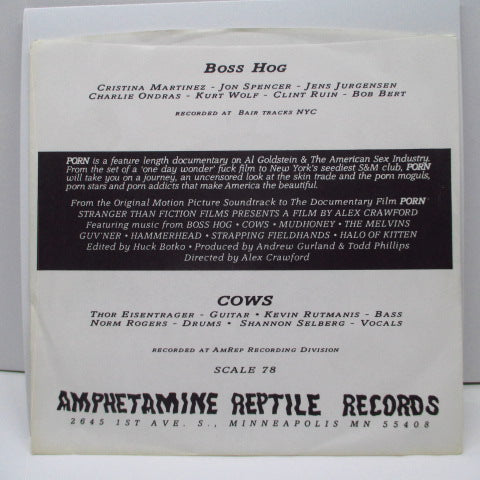 BOSS HOG
CRISTINA MARTINEZ - JON SPENCER - JENS JURGENSEN
CHARLIE ONDRAS - KURT WOLF - CLINT RUIN - BOB BERT
RECORDED AT BAIR TRACKS NYC
PORN is a feature length documentary on Al Goldstein & The American Sex Industry.
From the set of a 'one day wonder' fuck film to New York's seediest S&M club, PORN
will take you on a journey, an uncensored look at the skin trade and the porn moguls,
porn stars and porn addicts that make America the beautiful.
From the Original Motion Picture Soundtrack to The Documentary Film PORN
STRANGER THAN FICTION FILMS PRESENTS A FILM BY ALEX CRAWFORD
Featuring music from BOSS HOG • COWS • MUDHONEY • THE MELVINS
GUV'NER • HAMMERHEAD • STRAPPING FIELDHANDS • HALO OF KITTEN
Edited by Huck Botko • Produced by Andrew Gurland & Todd Phillips
Directed by Alex Crawford
COWS
THOR EISENTRAGER - GUITAR • KEVIN RUTMANIS - BASS
NORM ROGERS - DRUMS • SHANNON SELBERG - VOCALS
RECORDED AT AMREP RECORDING DIVISION
SCALE 78
AMPHETAMINE REPTILE RECORDS
2645 1ST AVE. S., MINNEAPOLIS MN 55408